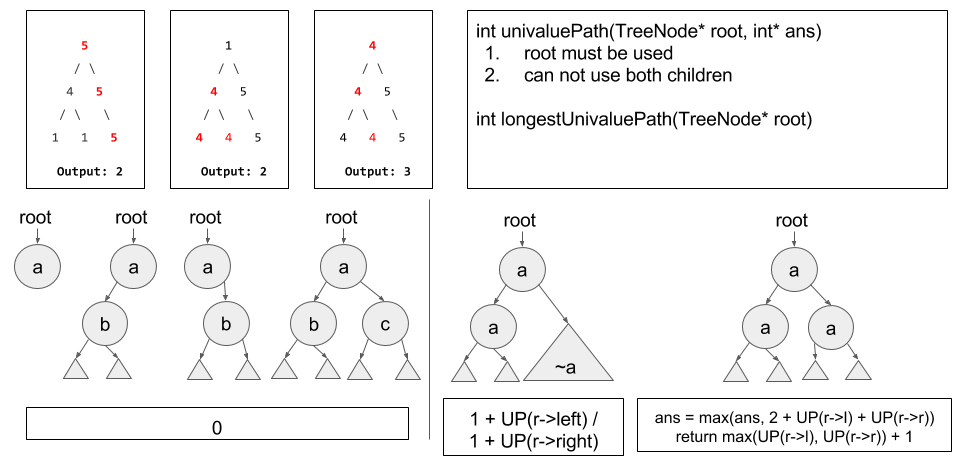 5
/ \
4 5
/ \ \
1 1 5
Output: 2
1
/ \
4 5
/ \ \
4 4 5
Output: 2
4
/ \
4 5
/ \ \
4 4 5
Output: 3
int univaluePath(TreeNode* root, int* ans)
1. root must be used
2. can not use both children
int longestUnivaluePath(TreeNode* root)
root
a
root
a
b
root
a
b
root
a
b c
0
root
a
a
~a
1 + UP(r->left) /
1 + UP(r->right)
root
a
a a
ans = max(ans, 2 + UP(r->l) + UP(r->r))
return max(UP(r->l), UP(r->r)) + 1